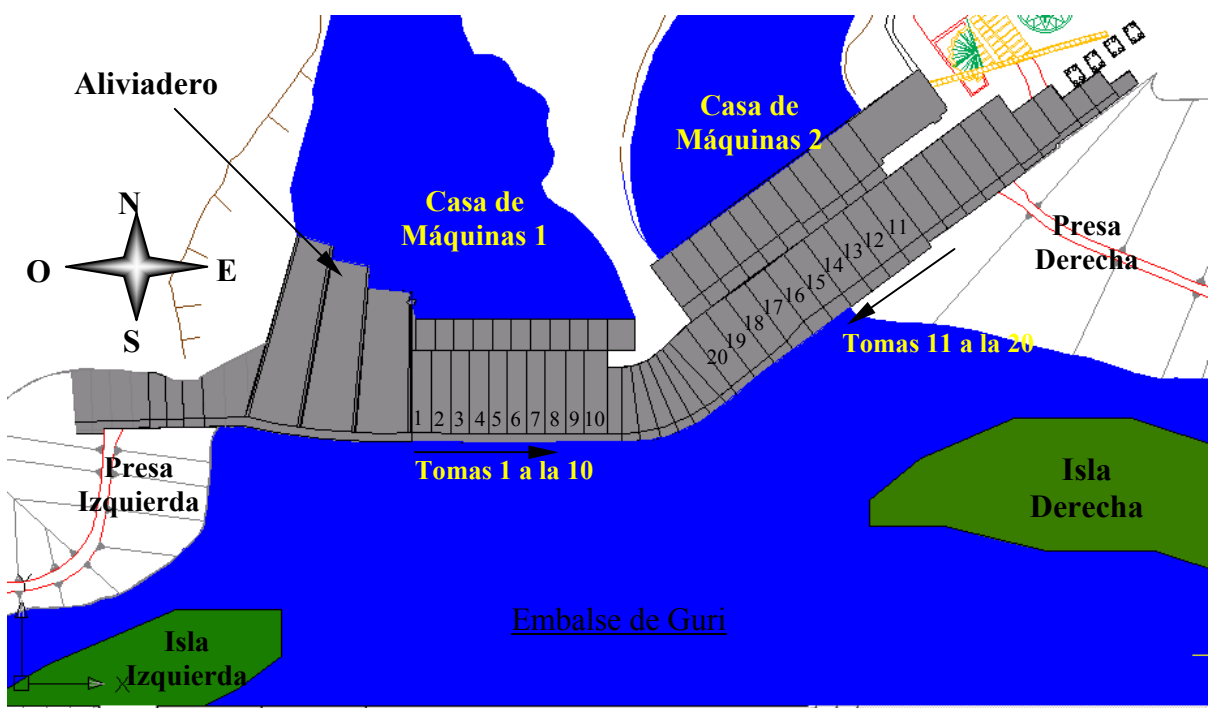 Aliviadero
Casa de
Máquinas 2
N
O
E
S
Casa de
Máquinas 1
Presa
Derecha
11
12
13
14
15
16
17
18
19
20
Tomas 11 a la 20
1 2 3 4 5 6 7 8 9 10
Tomas 1 a la 10
Presa
Izquierda
Isla
Derecha
Embalse de Guri
Isla
Izquierda
Y
X